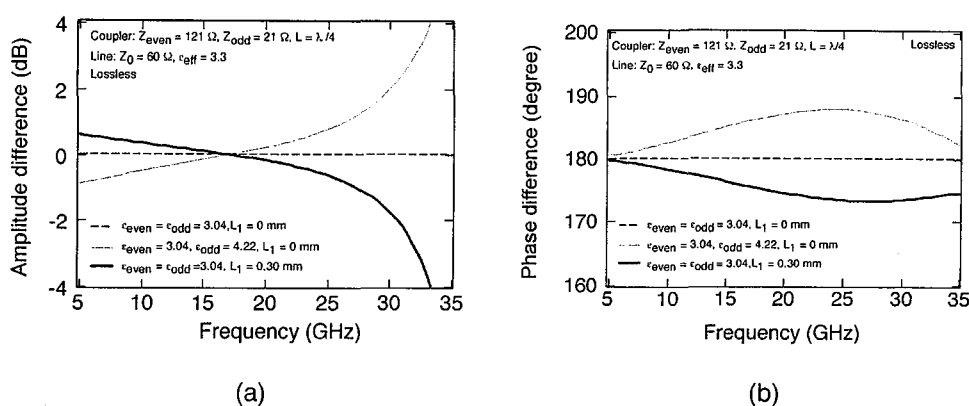 4
Coupler: Zeven = 121 Ω, Zodd = 21 Ω, L = λ/4
Line: Z0 = 60 Ω, εeff = 3.3
Lossless
2
0
-2
-4
Amplitude difference (dB)
εeven = εodd = 3.04, L1 = 0 mm
εeven = 3.04, εodd = 4.22, L1 = 0 mm
εeven = εodd = 3.04, L1 = 0.30 mm
5 10 15 20 25 30 35
Frequency (GHz)
(a)
200
Coupler: Zeven = 121 Ω, Zodd = 21 Ω, L = λ/4
Lossless
Line: Z0 = 60 Ω, εeff = 3.3
190
180
170
160
Phase difference (degree)
εeven = εodd = 3.04, L1 = 0 mm
εeven = 3.04, εodd = 4.22, L1 = 0 mm
εeven = εodd = 3.04, L1 = 0.30 mm
5 10 15 20 25 30 35
Frequency (GHz)
(b)